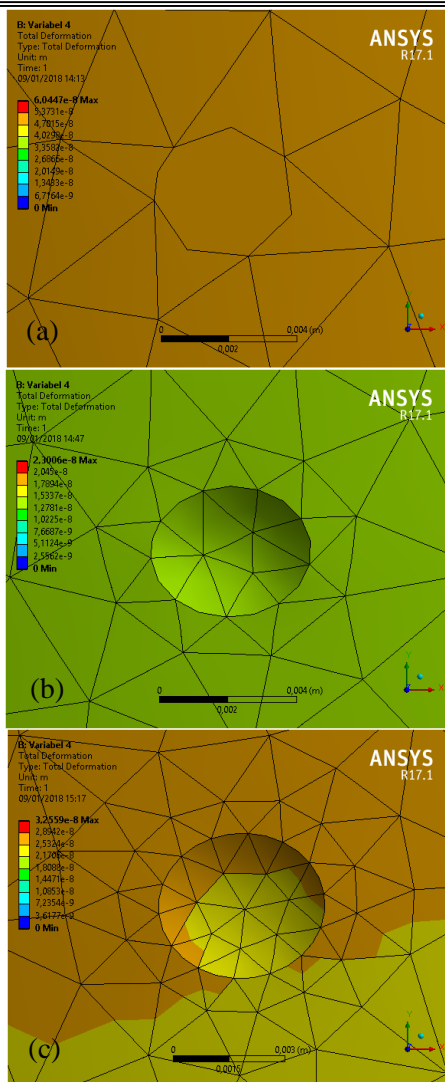 B: Variabel 4
Total Deformation
Type: Total Deformation
Unit: m
Time: 1
09/01/2018 14:13
6,0447e-8 Max
5,3731e-8
4,7015e-8
4,0298e-8
3,3582e-8
2,6865e-8
2,0149e-8
1,3433e-8
6,7164e-9
0 Min
ANSYS
R17.1
0
0,004 (m)
0,002
Y
X
Z
(a)
B: Variabel 4
Total Deformation
Type: Total Deformation
Unit: m
Time: 1
09/01/2018 14:47
2,3006e-8 Max
2,045e-8
1,7894e-8
1,5337e-8
1,2781e-8
1,0225e-8
7,6687e-9
5,1124e-9
2,5562e-9
0 Min
ANSYS
R17.1
0
0,004 (m)
0,002
Y
X
Z
(b)
B: Variabel 4
Total Deformation
Type: Total Deformation
Unit: m
Time: 1
09/01/2018 15:17
3,2559e-8 Max
2,8942e-8
2,5324e-8
2,1706e-8
1,8088e-8
1,4471e-8
1,0853e-8
7,2354e-9
3,6177e-9
0 Min
ANSYS
R17.1
0
0,003 (m)
0,0015
Y
X
Z
(c)